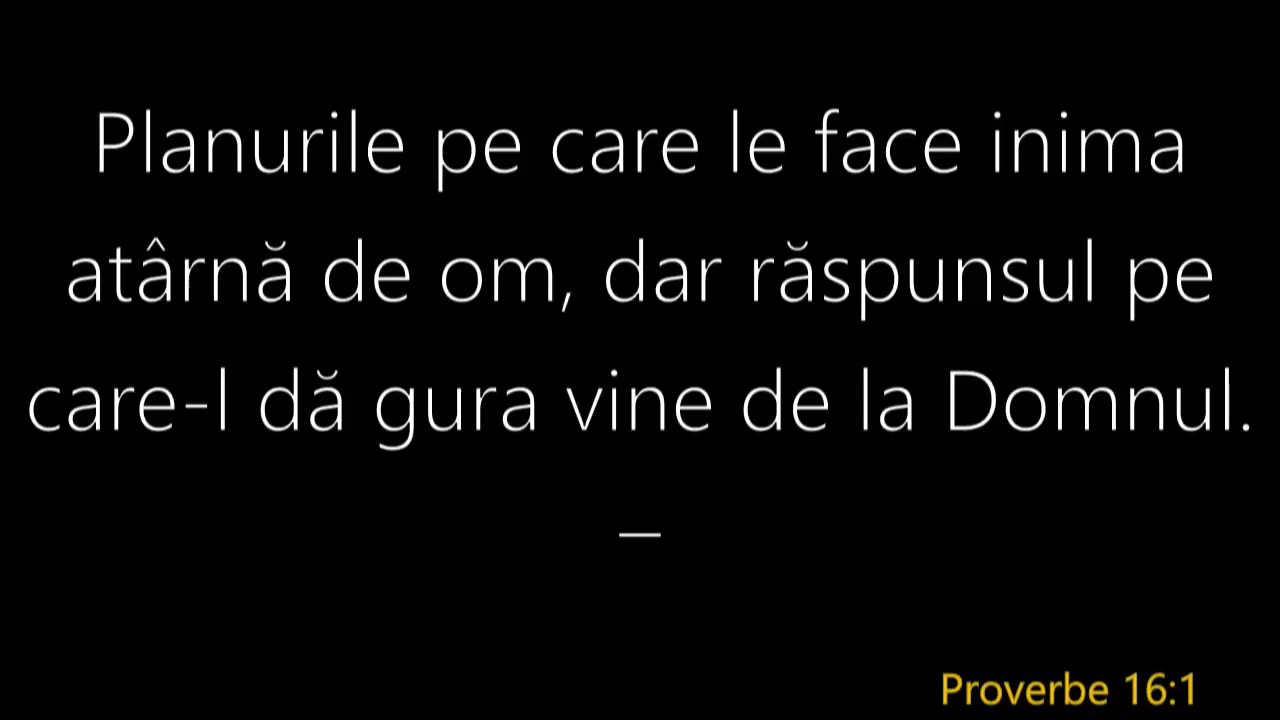 Planurile pe care le face inima
atârnă de om, dar răspunsul pe
care-l dă gura vine de la Domnul.
–
Proverbe 16:1